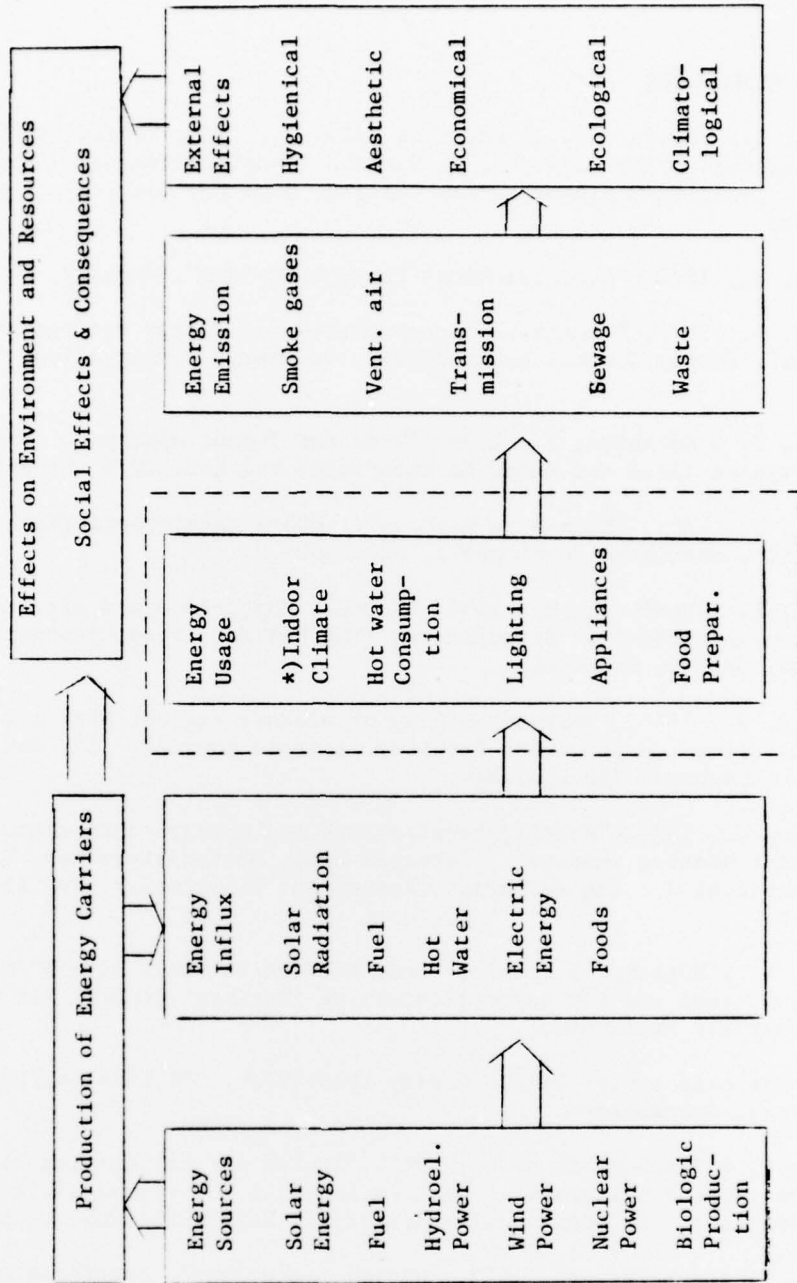 Production of Energy Carriers
Effects on Environment and Resources
Social Effects & Consequences
Energy
Sources
Solar
Energy
Fuel
Hydroel.
Power
Wind
Power
Nuclear
Power
Biologic
Produc-
tion
Energy
Influx
Solar
Radiation
Fuel
Hot
Water
Electric
Energy
Foods
Energy
Usage
*)Indoor
Climate
Hot water
Consump-
tion
Lighting
Appliances
Food
Prepar.
Energy
Emission
Smoke gases
Vent. air
Trans-
mission
Sewage
Waste
External
Effects
Hygienical
Aesthetic
Economical
Ecological
Climato-
logical